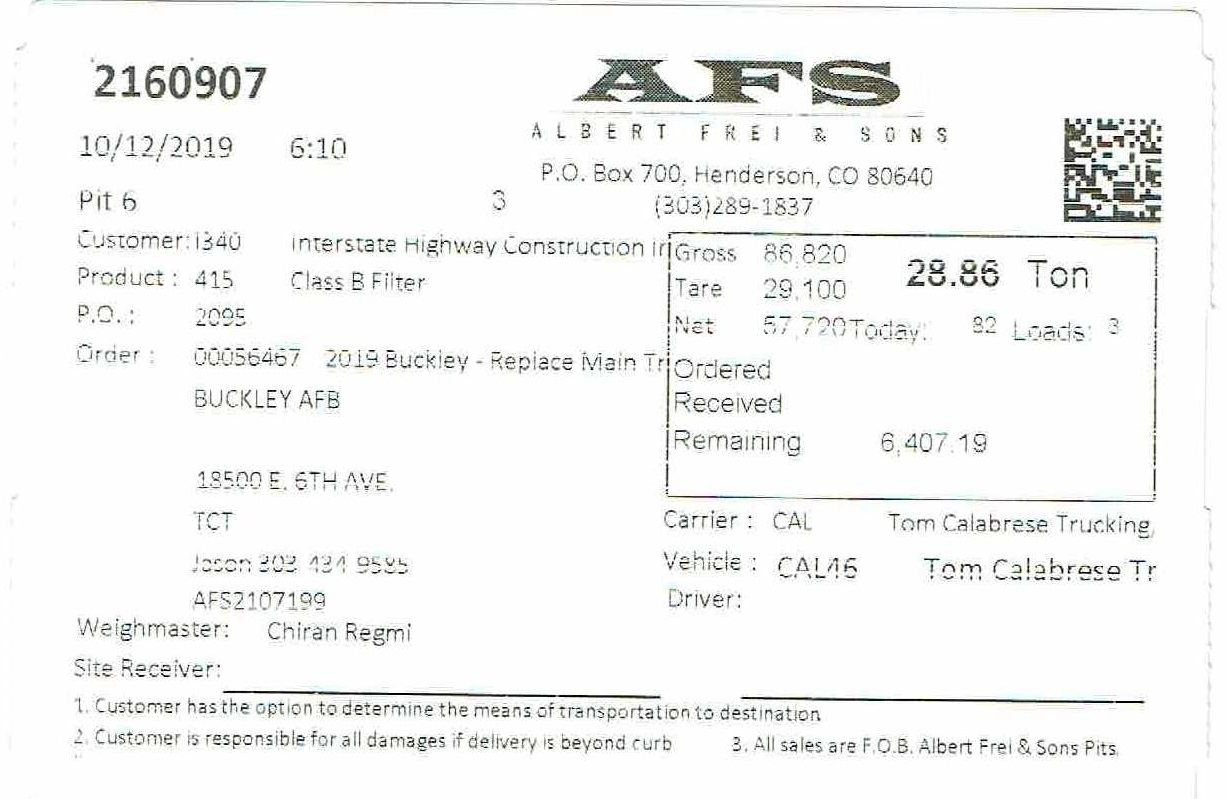 2160907
AFS
ALBERT FREI & SONS
10/12/2019 6:10
P.O. Box 700, Henderson, CO 80640
Pit 6 3 (303)289-1837
Customer: I340 Interstate Highway Construction Ir
Product : 415 Class B Filter
P.O. : 2095
Order : 00056467 2019 Buckley - Replace Main Tr
BUCKLEY AFB
18500 E. 6TH AVE.
TCT
Jason 303 434 9585
AFS2107199
Gross 86,820 28.86 Ton
Tare 29,100
Net 57,720 Today: 82 Loads: 3
Ordered
Received
Remaining 6,407.19
Carrier : CAL Tom Calabrese Trucking,
Vehicle : CAL46 Tom Calabrese Tr
Driver:
Weighmaster: Chiran Regmi
Site Receiver:
1. Customer has the option to determine the means of transportation to destination
2. Customer is responsible for all damages if delivery is beyond curb 3. All sales are F.O.B. Albert Frei & Sons Pits.